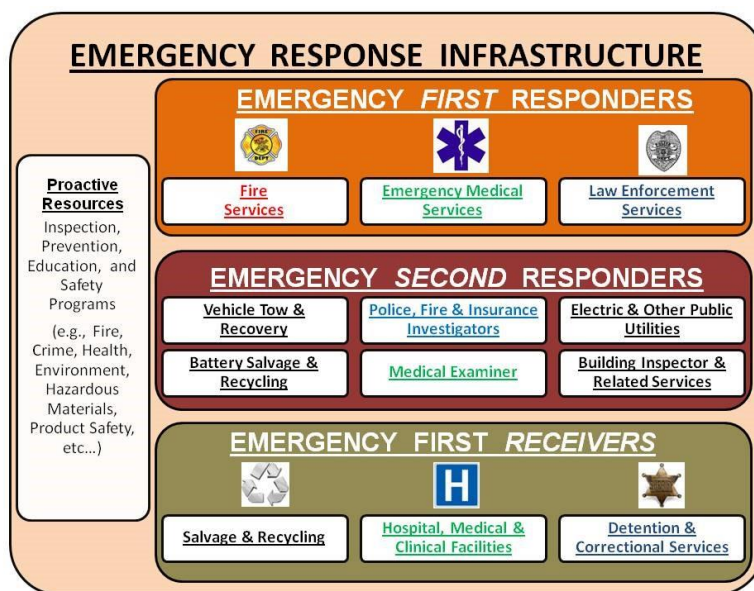 EMERGENCY RESPONSE INFRASTRUCTURE
Proactive
Resources
Inspection,
Prevention,
Education, and
Safety
Programs
(e.g., Fire,
Crime, Health,
Environment,
Hazardous
Materials,
Product Safety,
etc...)
EMERGENCY FIRST RESPONDERS
FIRE
DEPT
Fire
Services
Emergency Medical
Services
Law Enforcement
Services
EMERGENCY SECOND RESPONDERS
Vehicle Tow &
Recovery
Police, Fire & Insurance
Investigators
Electric & Other Public
Utilities
Battery Salvage &
Recycling
Medical Examiner
Building Inspector &
Related Services
EMERGENCY FIRST RECEIVERS
H
Salvage & Recycling
Hospital, Medical &
Clinical Facilities
Detention &
Correctional Services